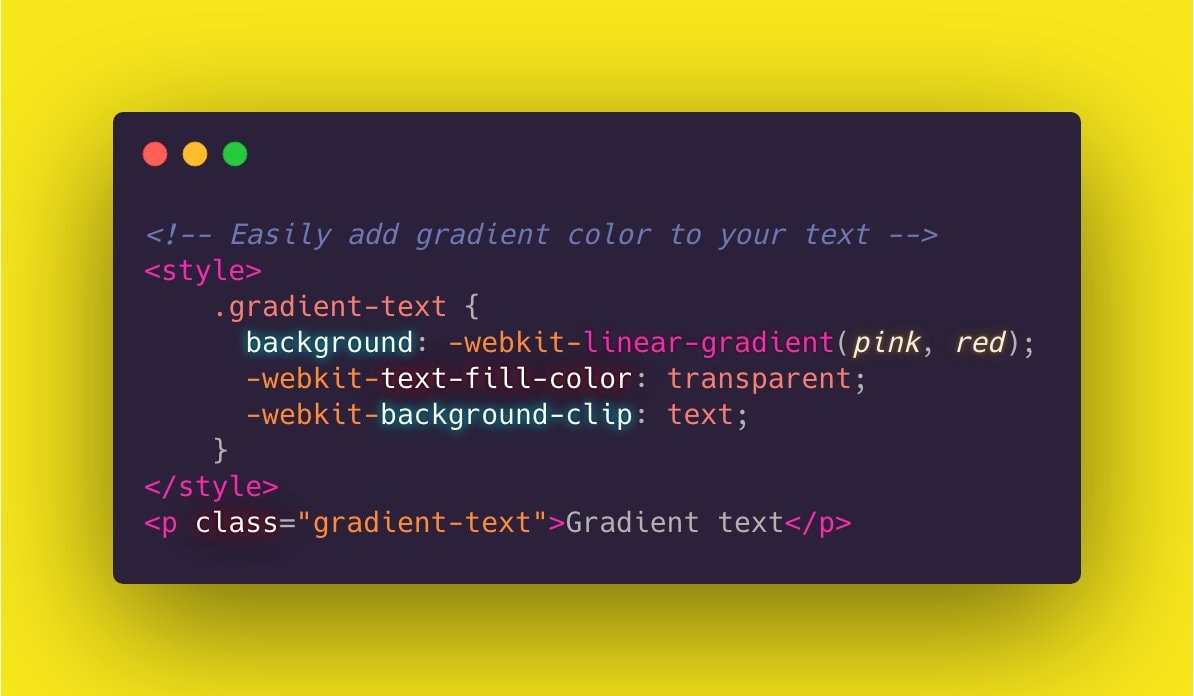 <!-- Easily add gradient color to your text -->
<style>
    .gradient-text {
      background: -webkit-linear-gradient(pink, red);
      -webkit-text-fill-color: transparent;
      -webkit-background-clip: text;
    }
</style>
<p class="gradient-text">Gradient text</p>